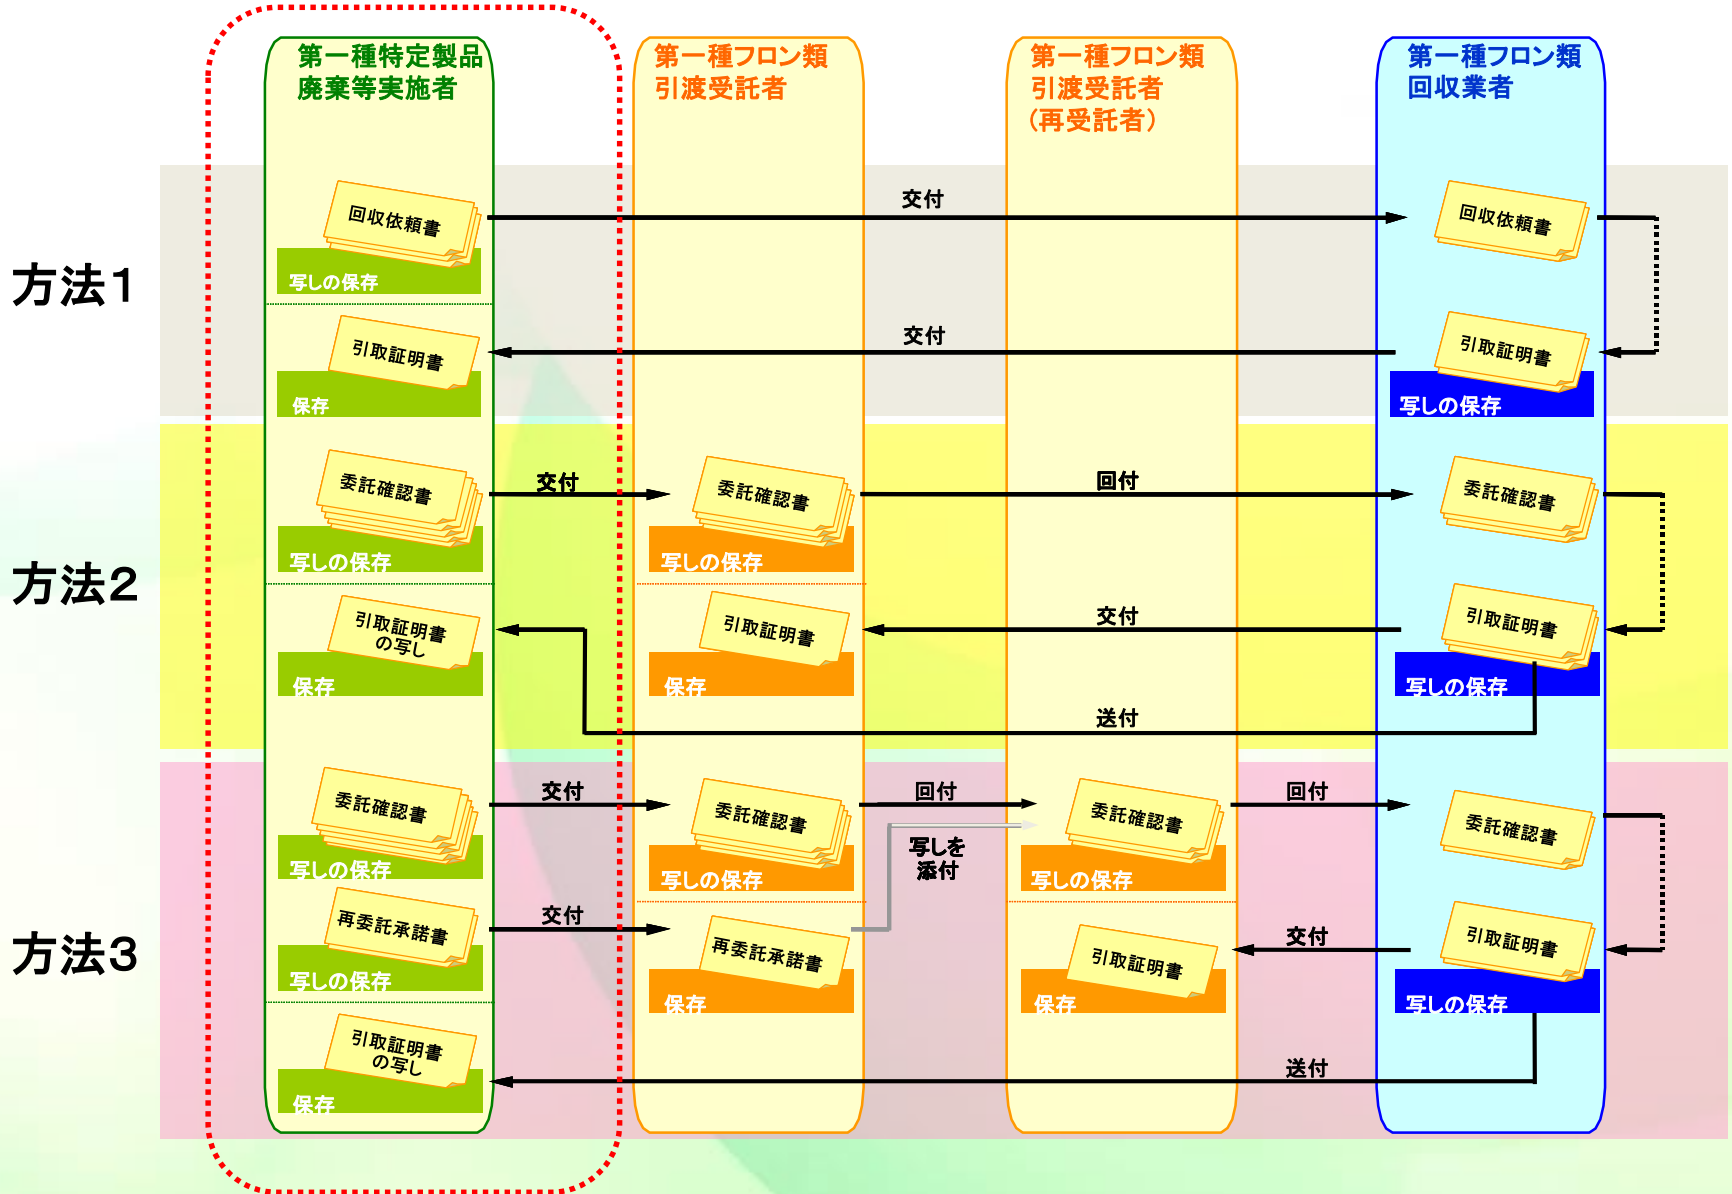 第一種特定製品
廃棄等実施者
第一種フロン類
引渡受託者
第一種フロン類
引渡受託者
（再受託者）
第一種フロン類
回収業者
方法１
回収依頼書
写しの保存
交付
回収依頼書
引取証明書
保存
交付
引取証明書
写しの保存
方法２
委託確認書
写しの保存
交付
委託確認書
写しの保存
回付
委託確認書
引取証明書
の写し
保存
引取証明書
保存
交付
引取証明書
写しの保存
送付
方法３
委託確認書
写しの保存
交付
委託確認書
写しの保存
回付
写しを
添付
委託確認書
写しの保存
回付
委託確認書
再委託承諾書
写しの保存
交付
再委託承諾書
保存
引取証明書
保存
交付
引取証明書
写しの保存
引取証明書
の写し
保存
送付